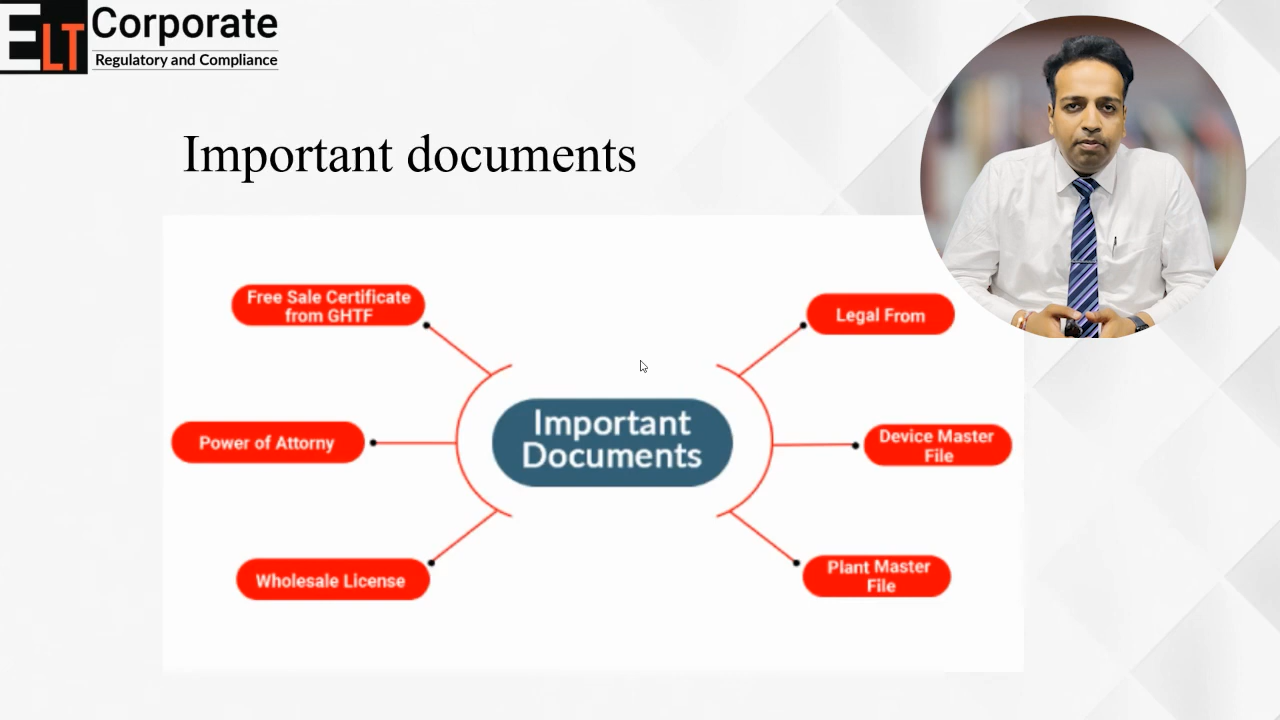 ELT Corporate
Regulatory and Compliance
Important documents
Free Sale Certificate
from GHTF
Legal From
Important
Documents
Power of Attorny
Device Master
File
Wholesale License
Plant Master
File